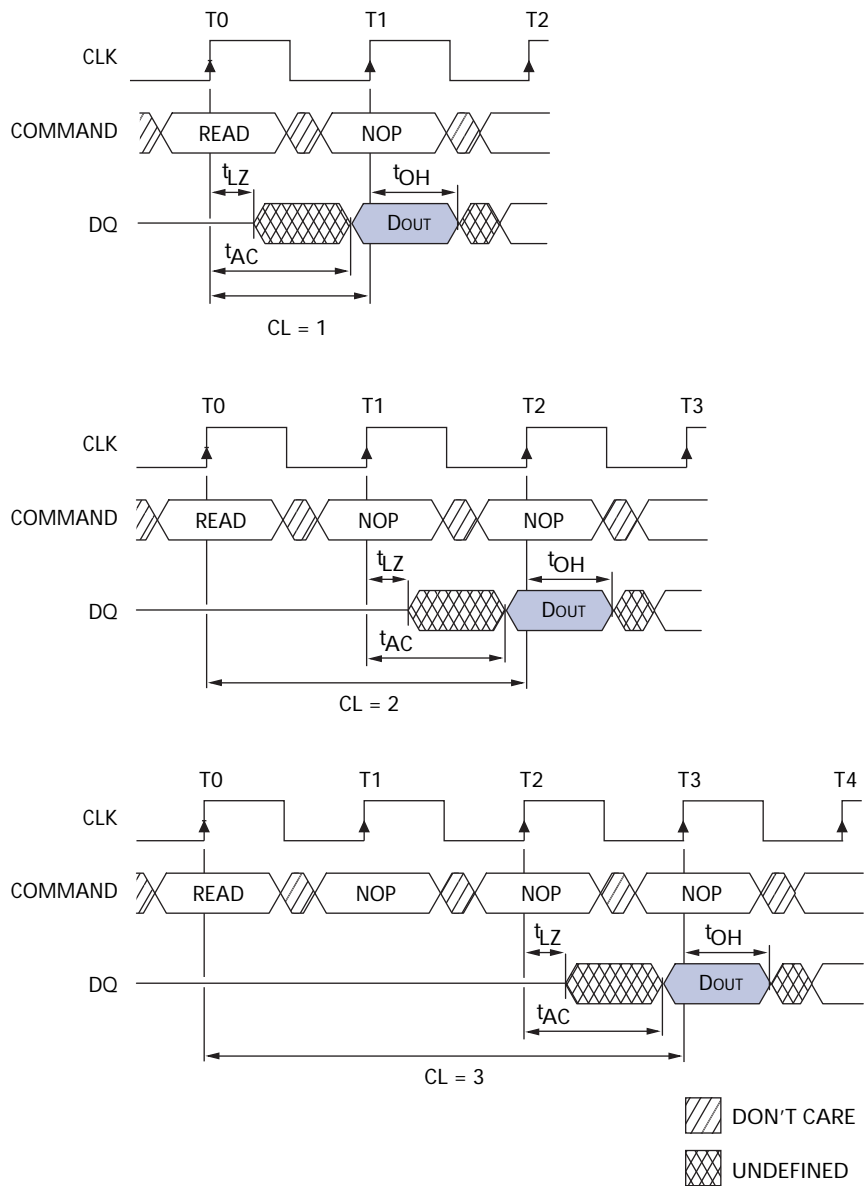 T0 T1 T2
CLK
COMMAND READ NOP
tLZ tOH
DQ DOUT
tAC
CL = 1
T0 T1 T2 T3
CLK
COMMAND READ NOP NOP
tLZ tOH
DQ DOUT
tAC
CL = 2
T0 T1 T2 T3 T4
CLK
COMMAND READ NOP NOP NOP
tLZ tOH
DQ DOUT
tAC
CL = 3
DON'T CARE
UNDEFINED